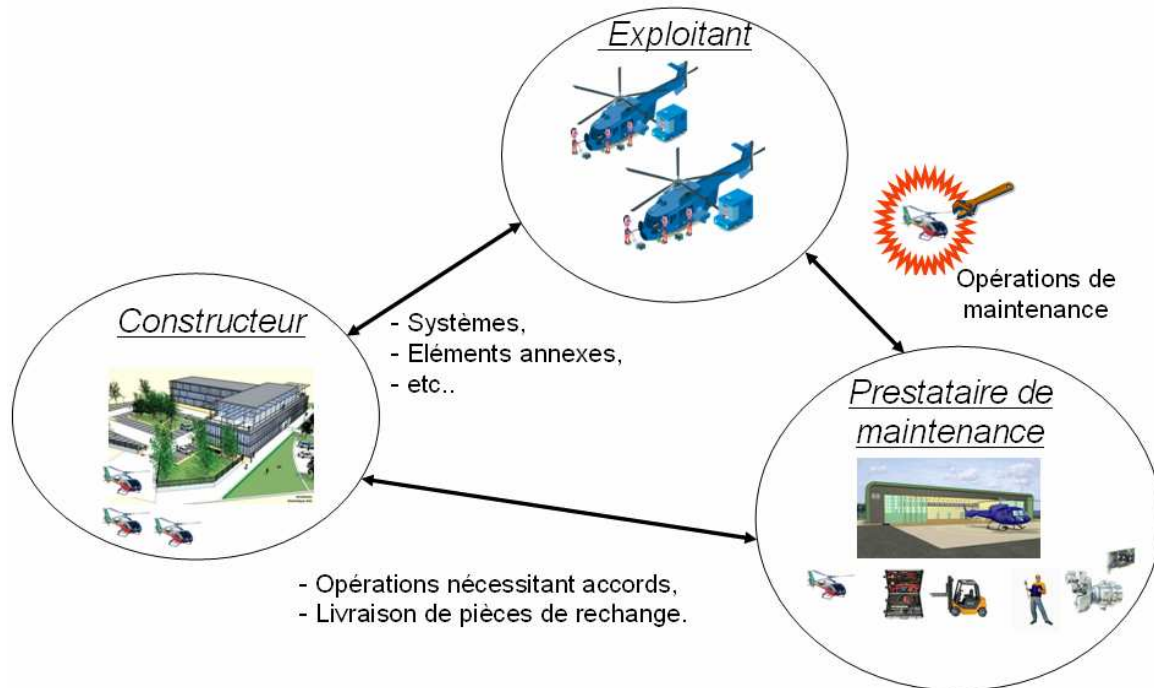 Exploitant
Opérations de
maintenance
Constructeur
- Systèmes,
- Eléments annexes,
- etc..
Prestataire de
maintenance
- Opérations nécessitant accords,
- Livraison de pièces de rechange.